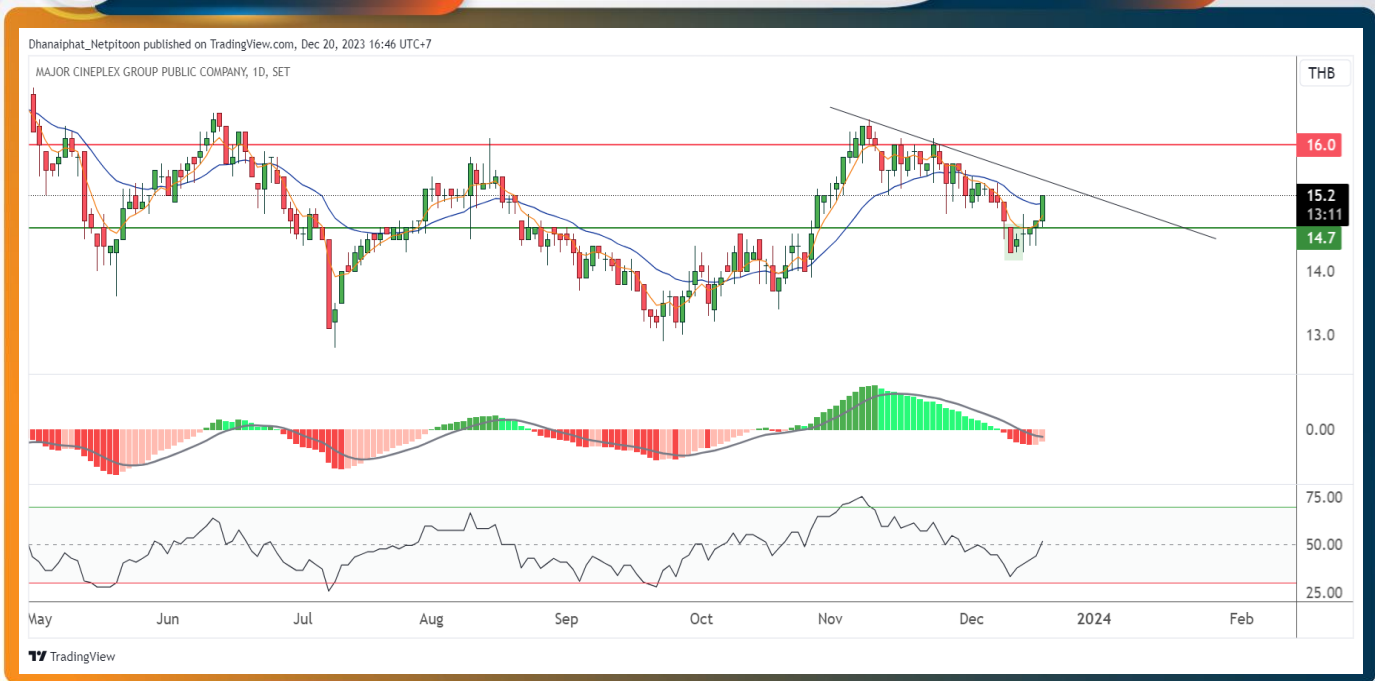 Dhanaiphat_Netpitoon published on TradingView.com, Dec 20, 2023 16:46 UTC+7
MAJOR CINEPLEX GROUP PUBLIC COMPANY, 1D, SET
THB
16.0
15.2
13:11
14.7
14.0
13.0
0.00
75.00
50.00
25.00
May Jun Jul Aug Sep Oct Nov Dec 2024 Feb
TradingView